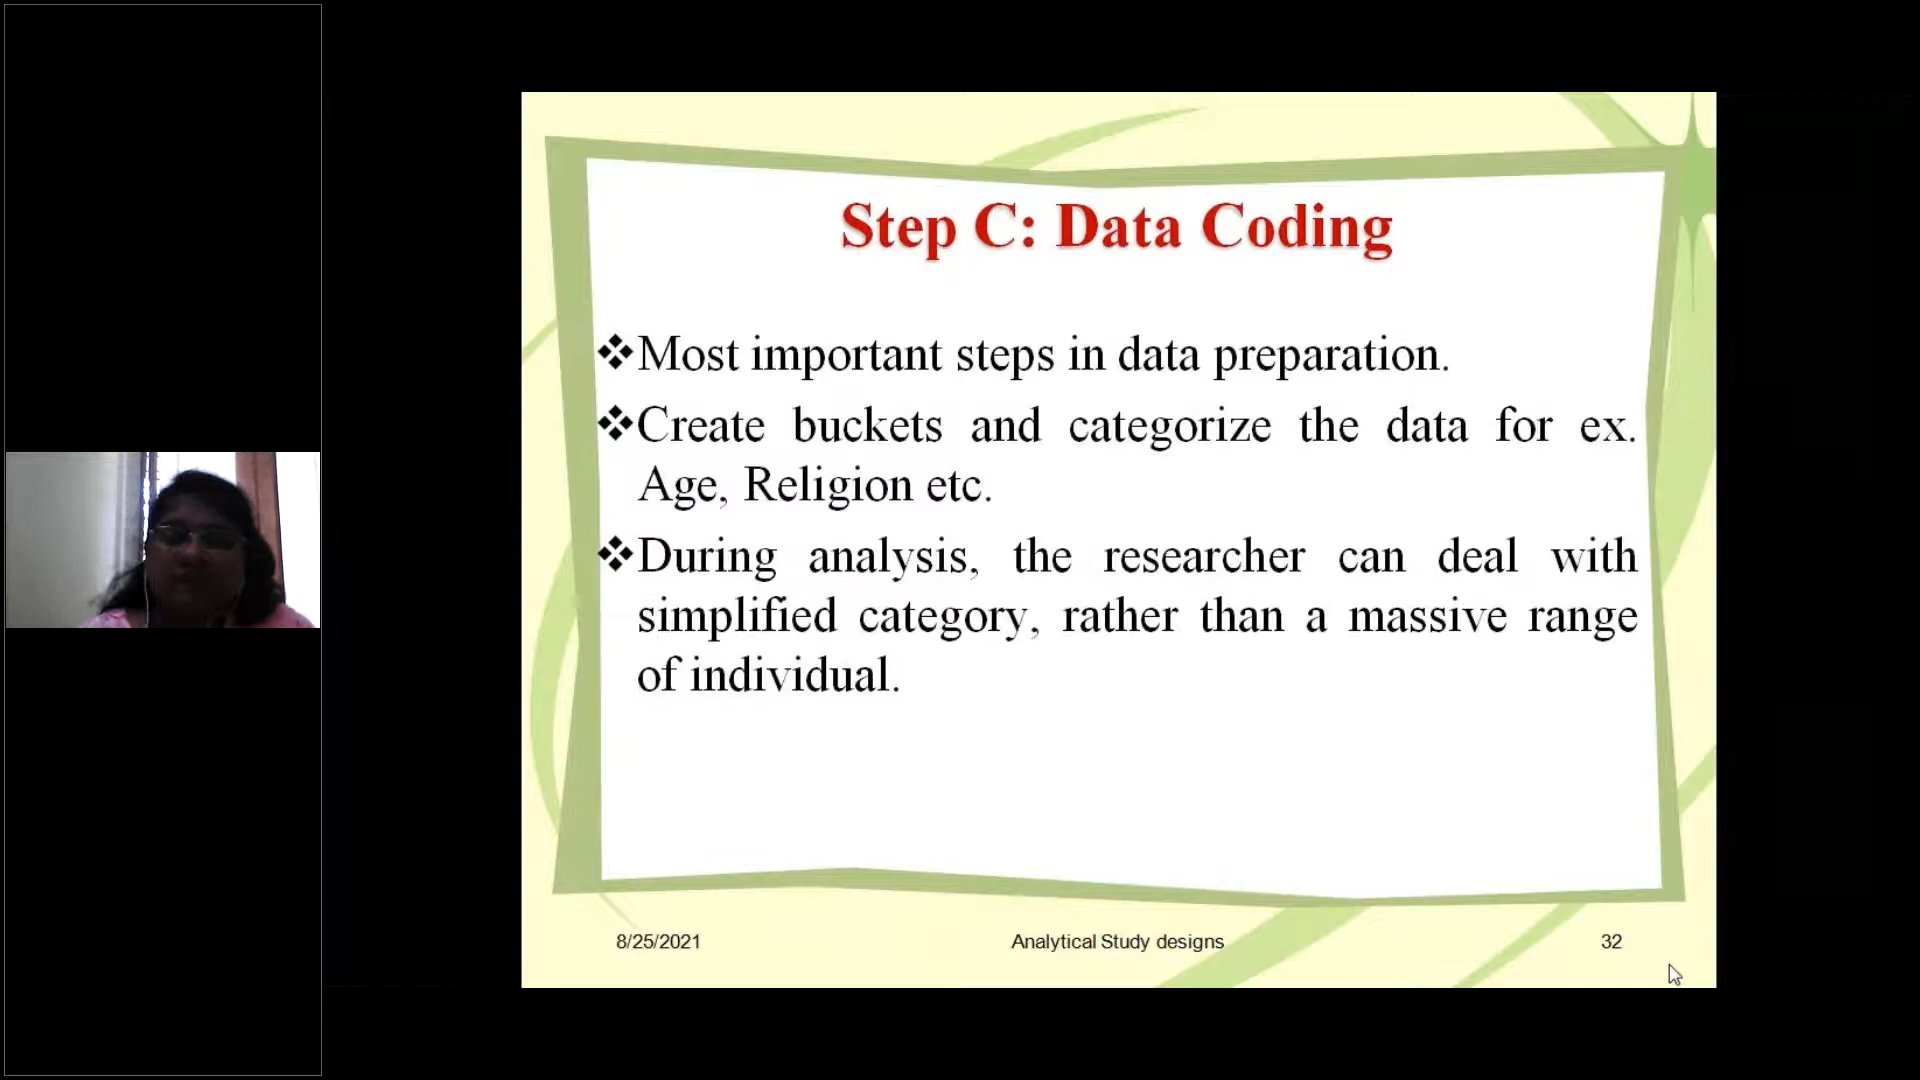 Step C: Data Coding
❖Most important steps in data preparation.
❖Create buckets and categorize the data for ex.
Age, Religion etc.
❖During analysis, the researcher can deal with
simplified category, rather than a massive range
of individual.
8/25/2021 Analytical Study designs 32